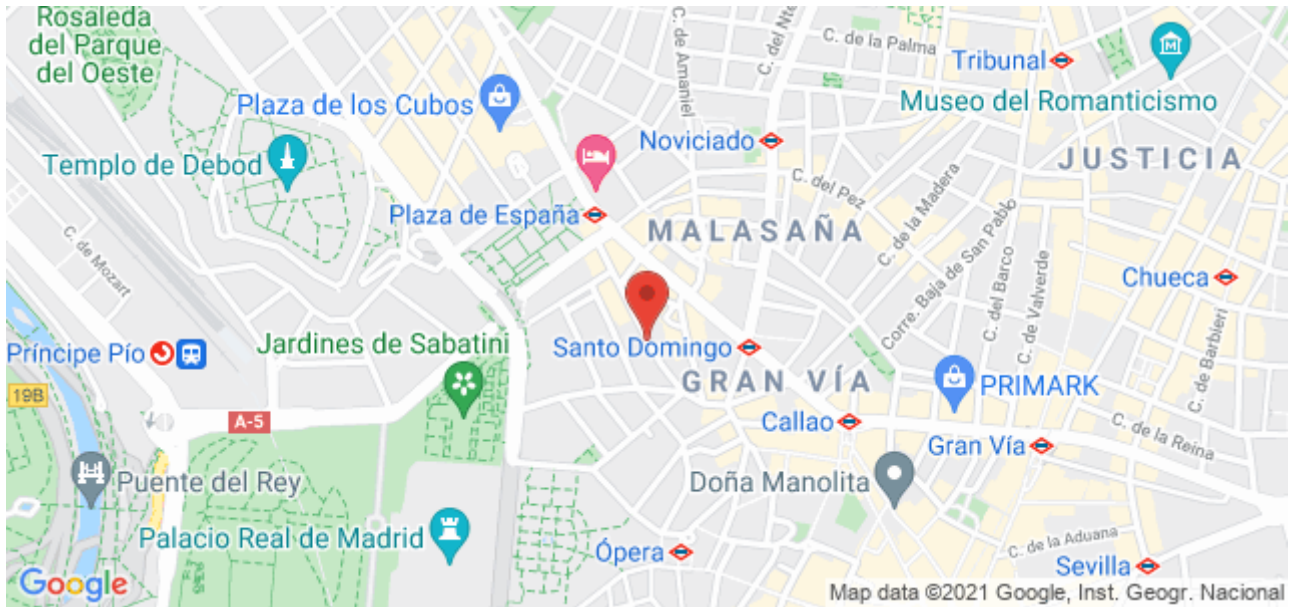 Rosaleda
del Parque
del Oeste
C. de la Palma
C. del Nte
C. de Amaniel
Tribunal
Museo del Romanticismo
Plaza de los Cubos
Noviciado
JUSTICIA
Templo de Debod
C. del Pez
C. de la Madera
Plaza de España
MALASAÑA
Corre. Baja de San Pablo
C. del Barco
C. de Valverde
C. de Mozart
Chueca
C. de Barbieri
Príncipe Pío
Jardines de Sabatini
Santo Domingo
GRAN VÍA
PRIMARK
19B
A-5
Callao
C. de la Reina
Gran Vía
Puente del Rey
Doña Manolita
Palacio Real de Madrid
Ópera
C. de la Aduana
Sevilla
Google
Map data ©2021 Google, Inst. Geogr. Nacional